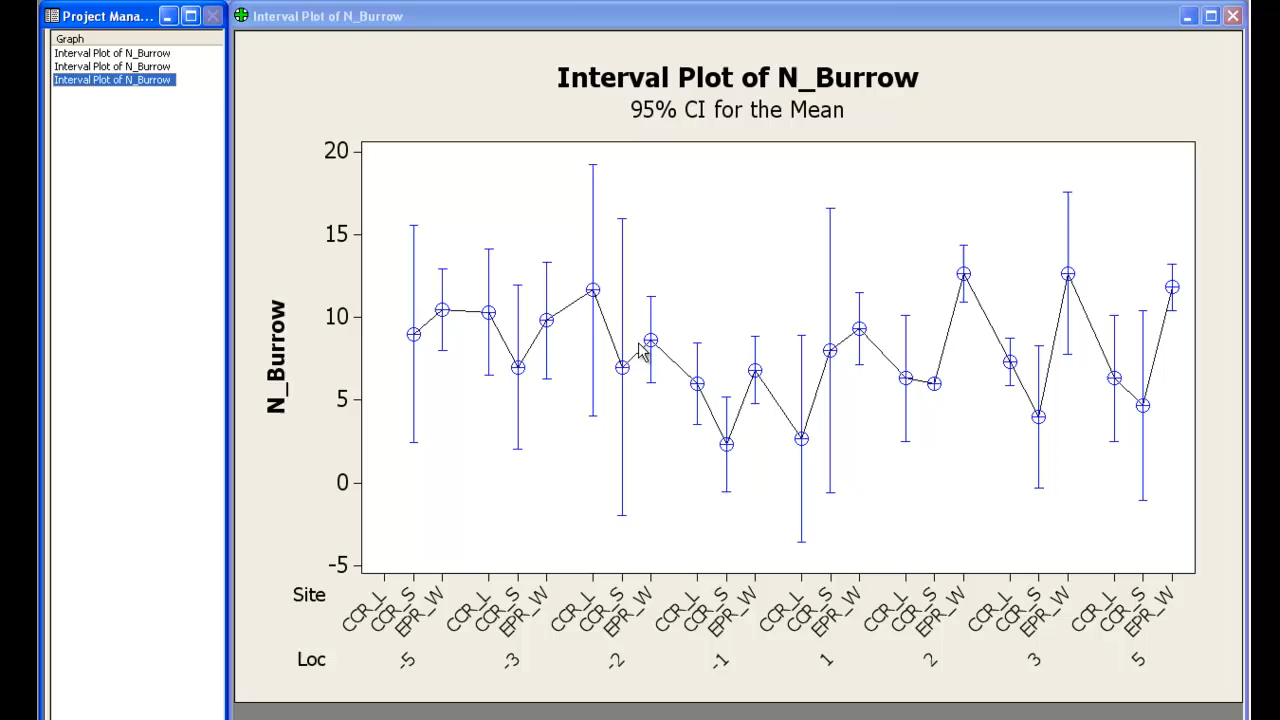 Project Mana...
Interval Plot of N_Burrow
Graph
Interval Plot of N_Burrow
Interval Plot of N_Burrow
Interval Plot of N_Burrow
Interval Plot of N_Burrow
95% CI for the Mean
N_Burrow
20
15
10
5
0
-5
Site
CCR_L CCR_S EPR_W CCR_L CCR_S EPR_W CCR_L CCR_S EPR_W CCR_L CCR_S EPR_W CCR_L CCR_S EPR_W CCR_L CCR_S EPR_W CCR_L CCR_S EPR_W CCR_L CCR_S EPR_W
Loc -5 -3 -2 -1 1 2 3 5